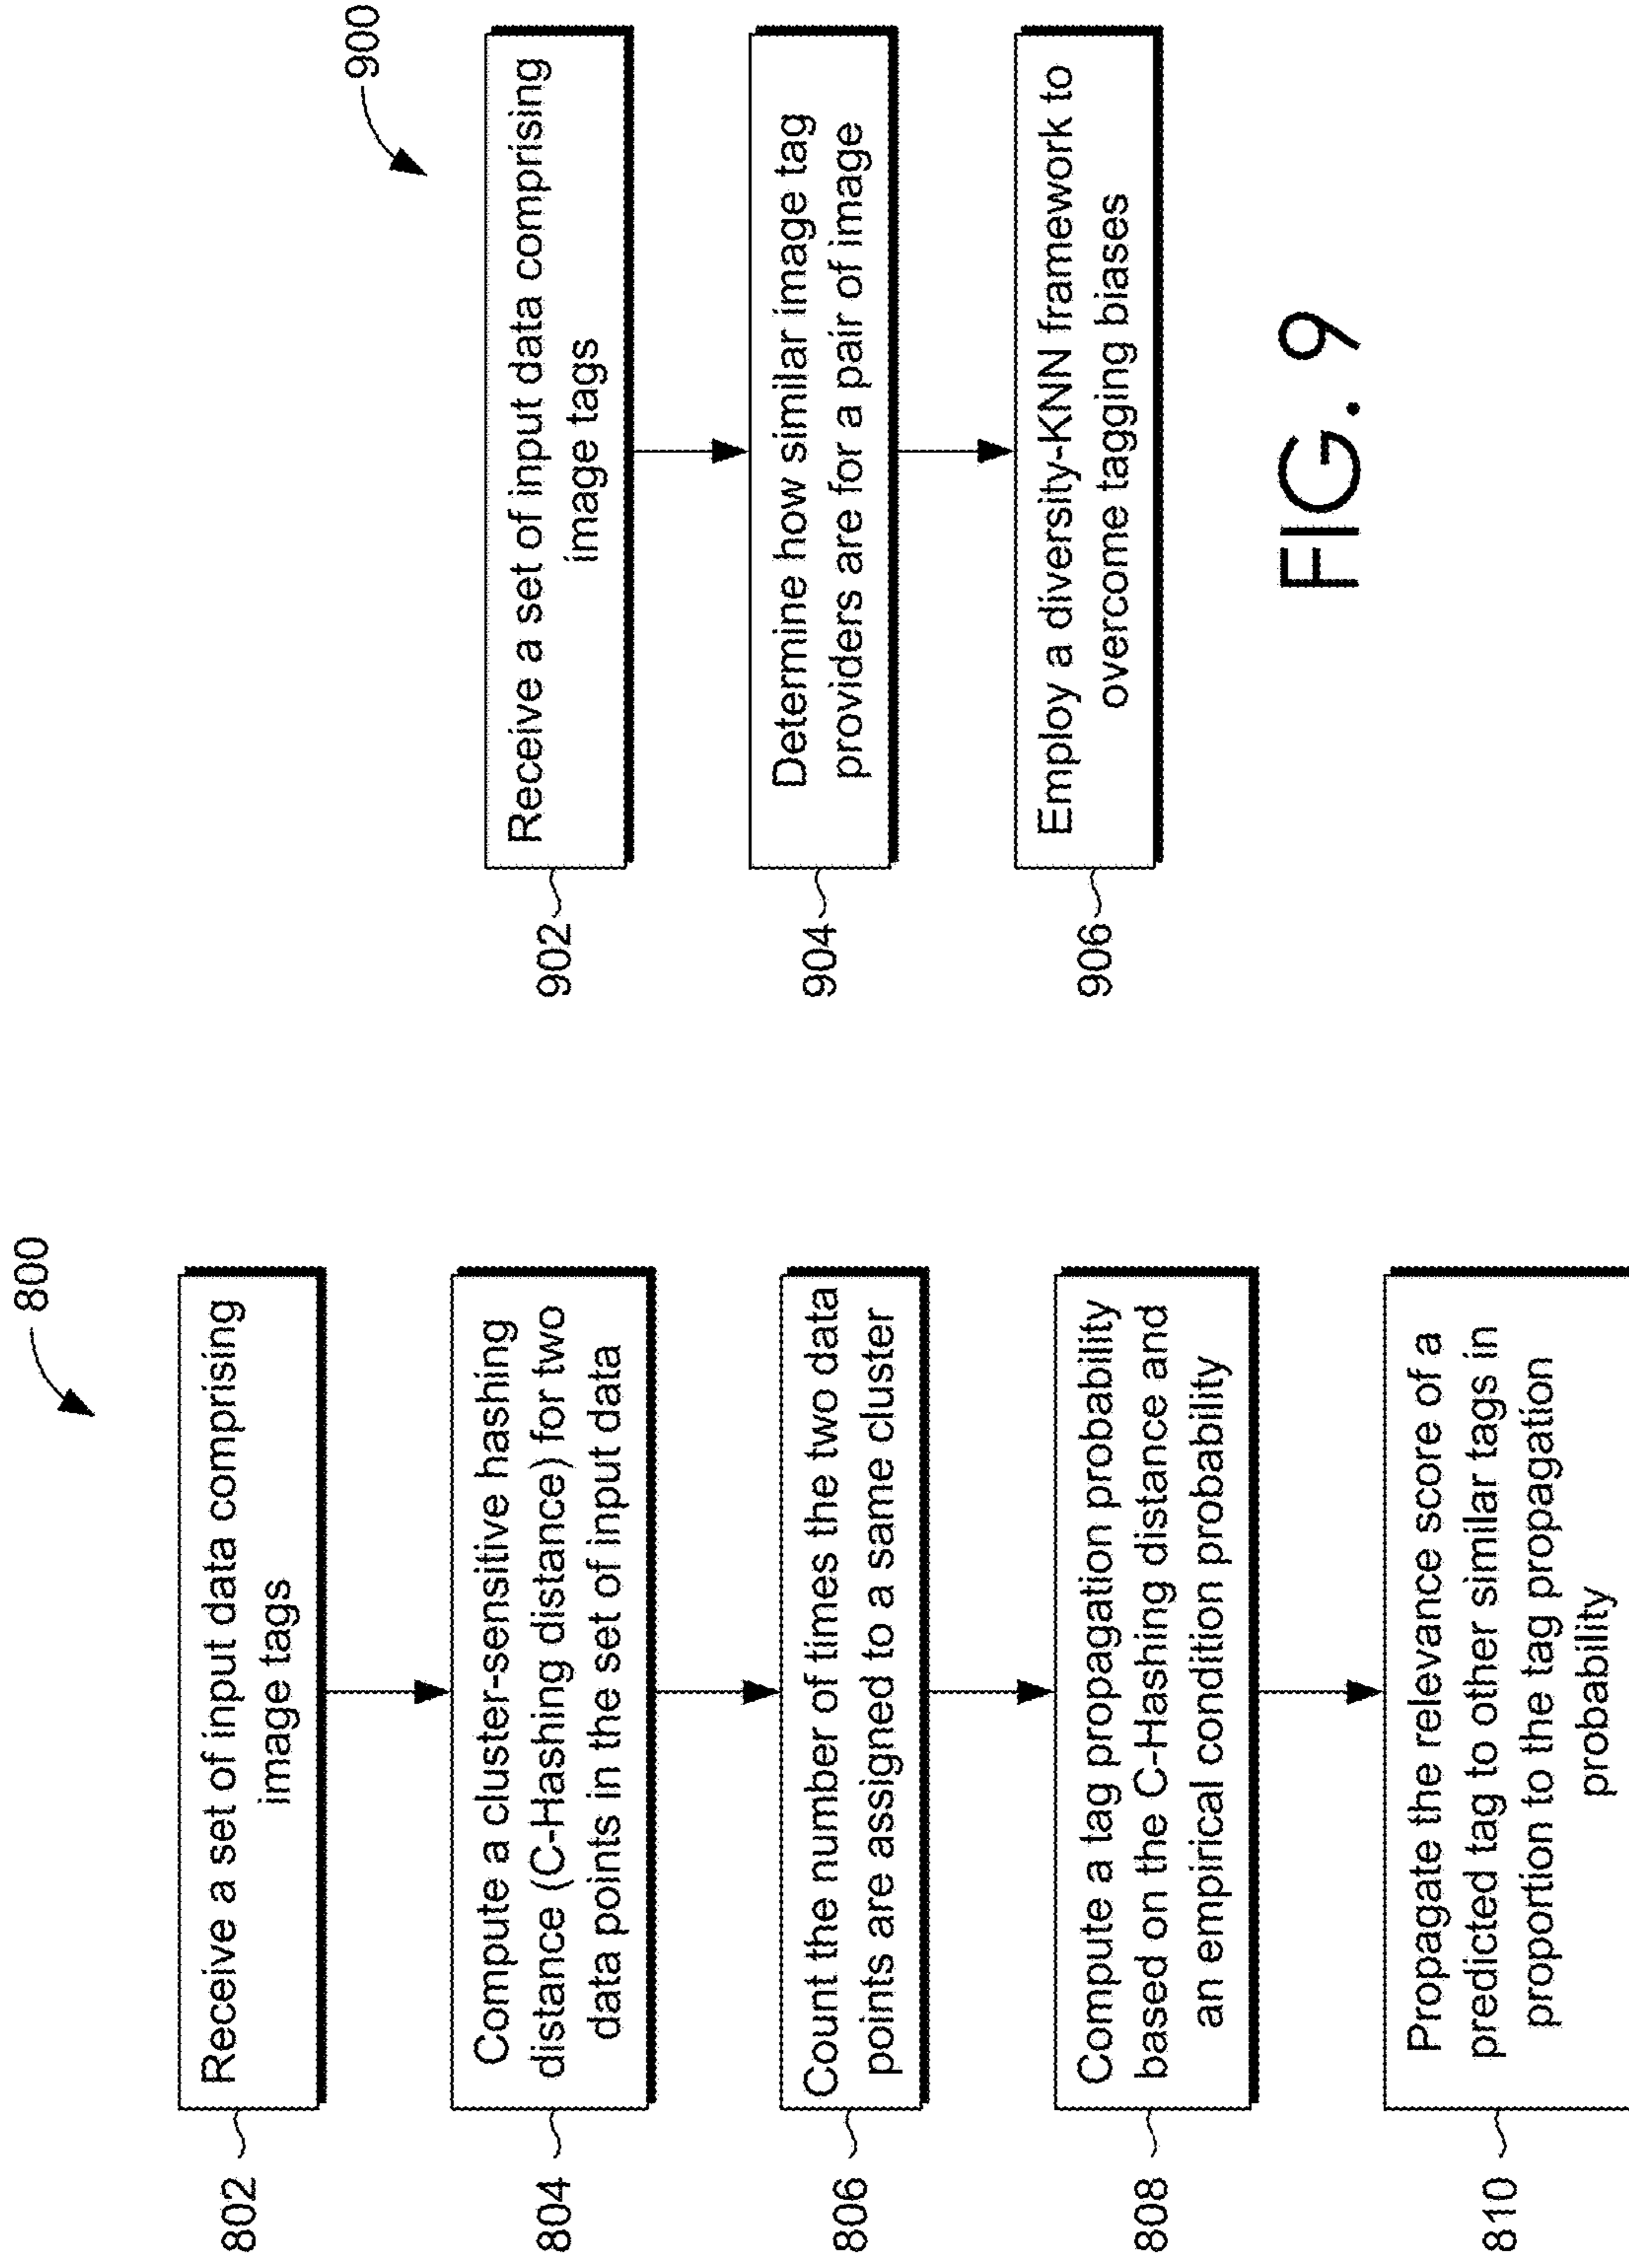 800
802
Receive a set of input data comprising
image tags
804
Compute a cluster-sensitive hashing
distance (C-Hashing distance) for two
data points in the set of input data
806
Count the number of times the two data
points are assigned to a same cluster
808
Compute a tag propagation probability
based on the C-Hashing distance and
an empirical condition probability
810
Propagate the relevance score of a
predicted tag to other similar tags in
proportion to the tag propagation
probability
900
902
Receive a set of input data comprising
image tags
904
Determine how similar image tag
providers are for a pair of image
906
Employ a diversity-KNN framework to
overcome tagging biases
FIG. 9